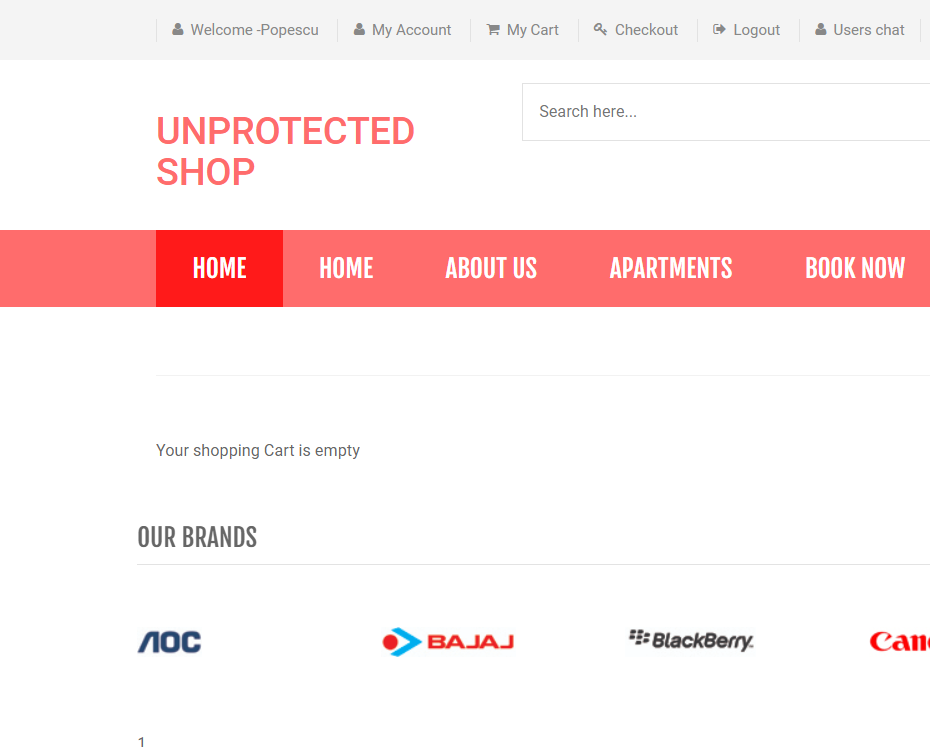 Welcome -Popescu My Account My Cart Checkout Logout Users chat
Search here...
UNPROTECTED
SHOP
HOME HOME ABOUT US APARTMENTS BOOK NOW
Your shopping Cart is empty
OUR BRANDS
AOC BAJAJ BlackBerry. Can
1